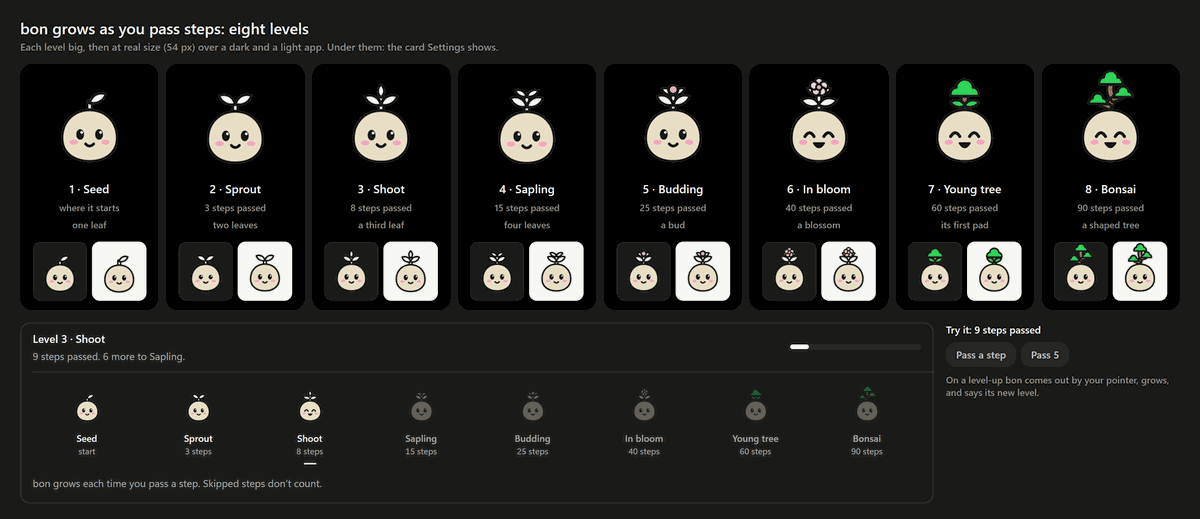 bon grows as you pass steps: eight levels
Each level big, then at real size (54 px) over a dark and a light app. Under them: the card Settings shows.
1 · Seed
where it starts
one leaf
2 · Sprout
3 steps passed
two leaves
3 · Shoot
8 steps passed
a third leaf
4 · Sapling
15 steps passed
four leaves
5 · Budding
25 steps passed
a bud
6 · In bloom
40 steps passed
a blossom
7 · Young tree
60 steps passed
its first pad
8 · Bonsai
90 steps passed
a shaped tree
Level 3 · Shoot
9 steps passed. 6 more to Sapling.
Seed
start
Sprout
3 steps
Shoot
8 steps
Sapling
15 steps
Budding
25 steps
In bloom
40 steps
Young tree
60 steps
Bonsai
90 steps
bon grows each time you pass a step. Skipped steps don't count.
Try it: 9 steps passed
Pass a step
Pass 5
On a level-up bon comes out by your pointer, grows,
and says its new level.